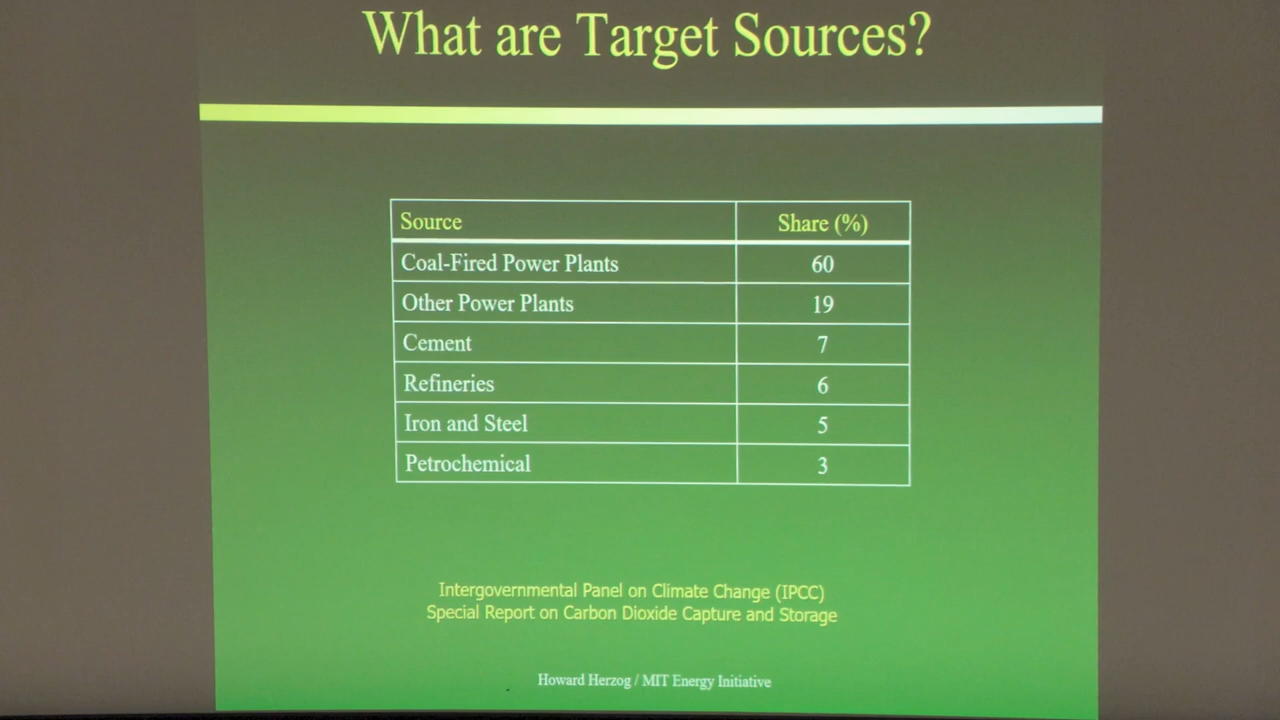 What are Target Sources?
Source Share (%)
Coal-Fired Power Plants 60
Other Power Plants 19
Cement 7
Refineries 6
Iron and Steel 5
Petrochemical 3
Intergovernmental Panel on Climate Change (IPCC)
Special Report on Carbon Dioxide Capture and Storage
Howard Herzog / MIT Energy Initiative